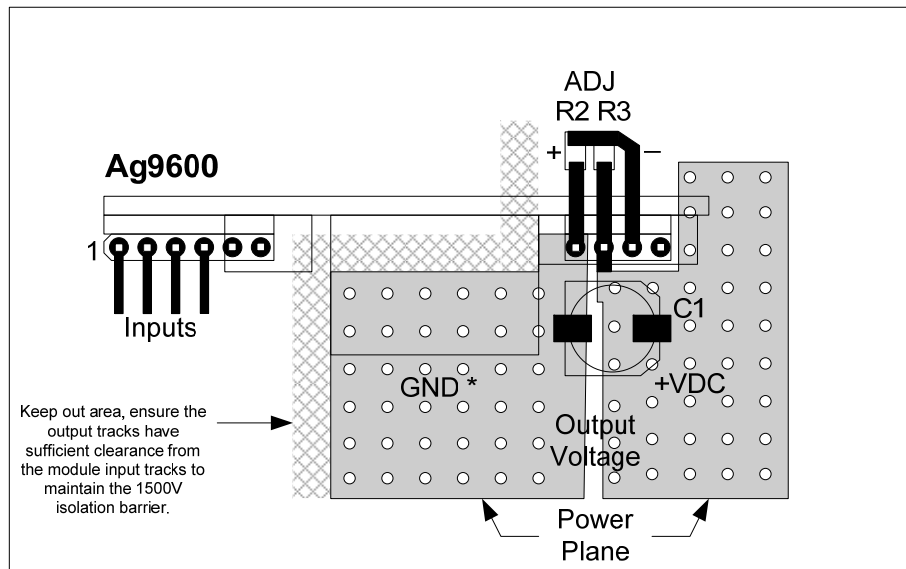 ADJ
R2 R3
+ −
Ag9600
1
Inputs
C1
GND *
+VDC
Keep out area, ensure the
output tracks have
sufficient clearance from
the module input tracks to
maintain the 1500V
isolation barrier.
Output
Voltage
Power
Plane